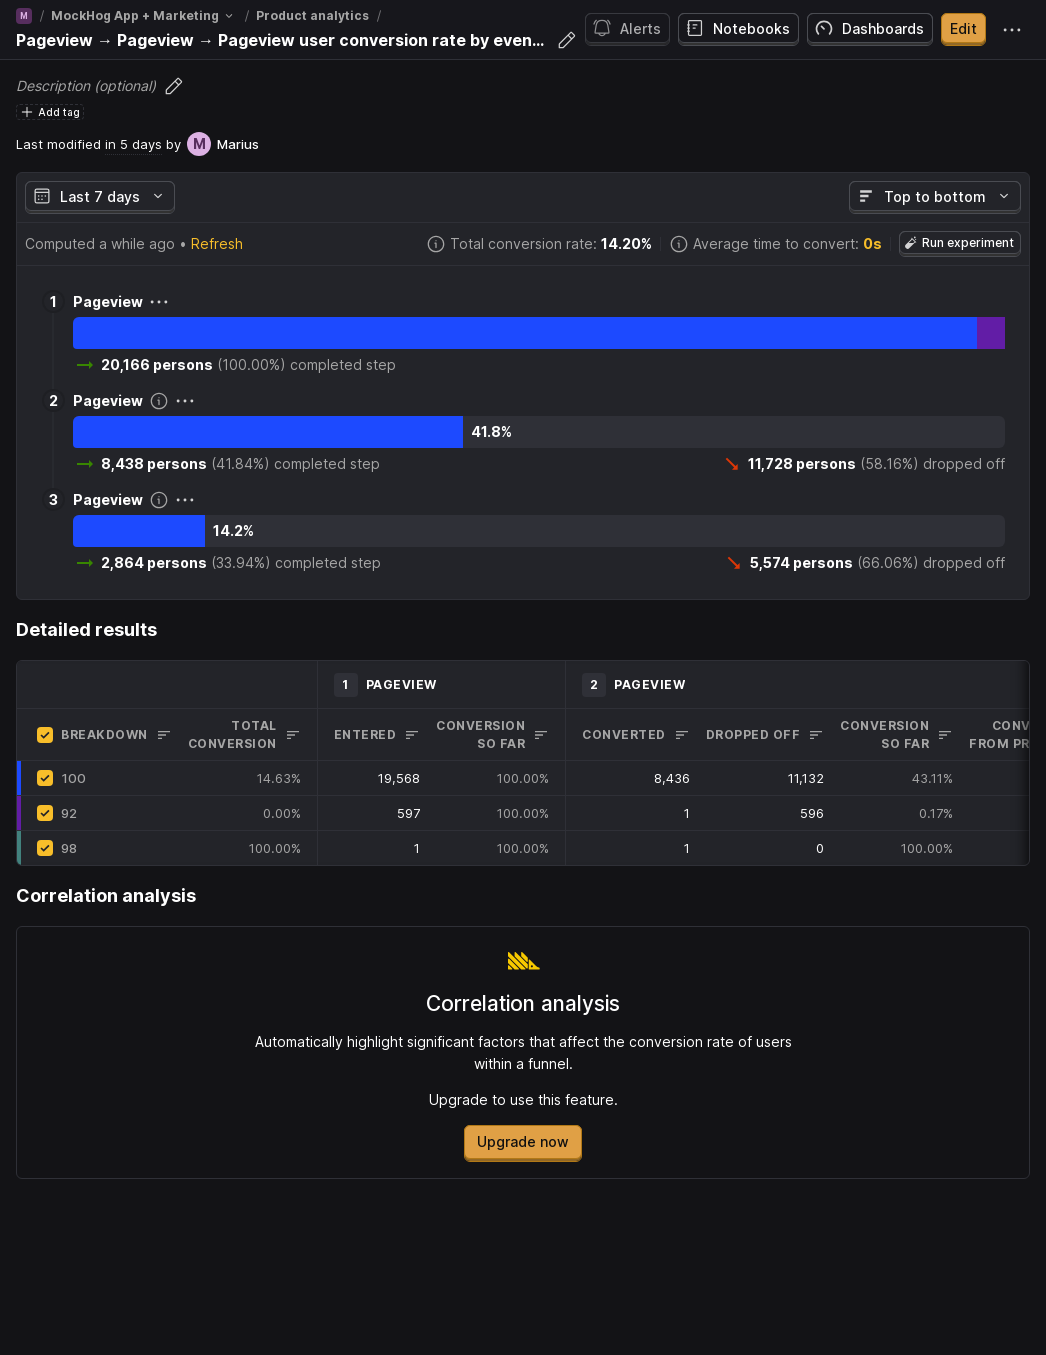 M / MockHog App + Marketing / Product analytics /
Pageview → Pageview → Pageview user conversion rate by even...
Alerts
Notebooks
Dashboards
Edit
Description (optional)
Add tag
Last modified in 5 days by M Marius
Last 7 days
Top to bottom
Computed a while ago • Refresh
Total conversion rate: 14.20%
Average time to convert: 0s
Run experiment
1 Pageview
20,166 persons (100.00%) completed step
2 Pageview
41.8%
8,438 persons (41.84%) completed step
11,728 persons (58.16%) dropped off
3 Pageview
14.2%
2,864 persons (33.94%) completed step
5,574 persons (66.06%) dropped off
Detailed results
1 PAGEVIEW
2 PAGEVIEW
BREAKDOWN
TOTAL CONVERSION
ENTERED
CONVERSION SO FAR
CONVERTED
DROPPED OFF
CONVERSION SO FAR
CONV
FROM PR
100 14.63% 19,568 100.00% 8,436 11,132 43.11%
92 0.00% 597 100.00% 1 596 0.17%
98 100.00% 1 100.00% 1 0 100.00%
Correlation analysis
Correlation analysis
Automatically highlight significant factors that affect the conversion rate of users
within a funnel.
Upgrade to use this feature.
Upgrade now